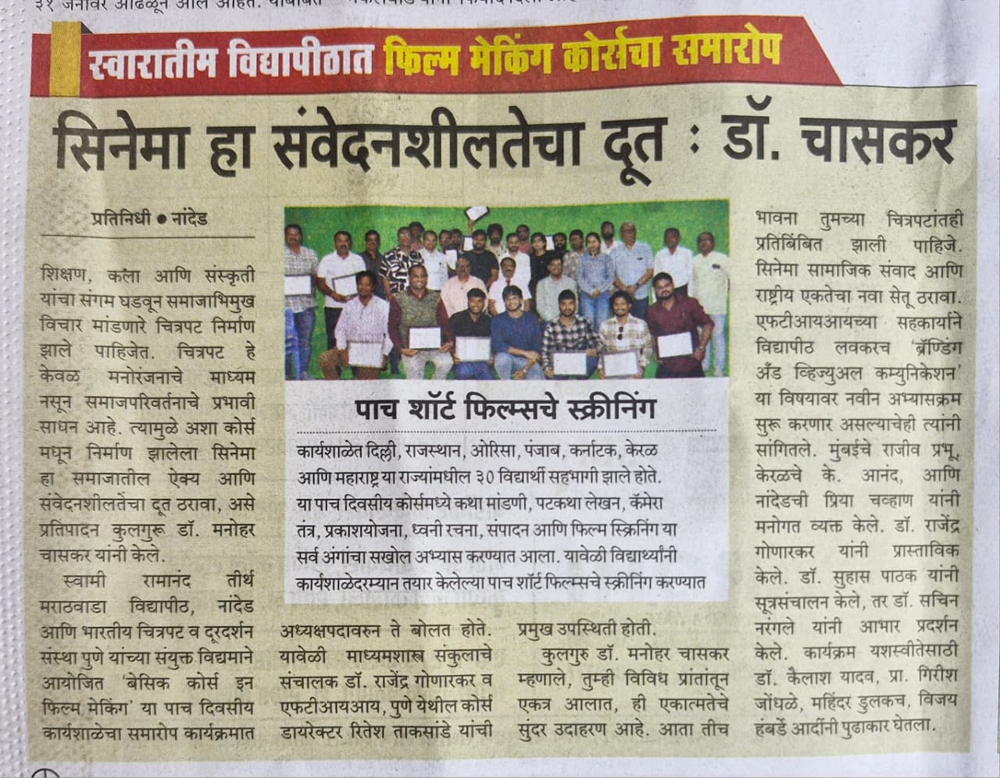 ३१ जनावर आढळून आले आहेत.
स्वारातीम विद्यापीठात फिल्म मेकिंग कोर्सचा समारोप
सिनेमा हा संवेदनशीलतेचा दूत : डॉ. चासकर
प्रतिनिधी ● नांदेड
शिक्षण, कला आणि संस्कृती
यांचा संगम घडवून समाजाभिमुख
विचार मांडणारे चित्रपट निर्माण
झाले पाहिजेत. चित्रपट हे
केवळ मनोरंजनाचे माध्यम
नसून समाजपरिवर्तनाचे प्रभावी
साधन आहे. त्यामुळे अशा कोर्स
मधून निर्माण झालेला सिनेमा
हा समाजातील ऐक्य आणि
संवेदनशीलतेचा दूत ठरावा, असे
प्रतिपादन कुलगुरू डॉ. मनोहर
चासकर यांनी केले.
स्वामी रामानंद तीर्थ
मराठवाडा विद्यापीठ, नांदेड
आणि भारतीय चित्रपट व दूरदर्शन
संस्था पुणे यांच्या संयुक्त विद्यमाने
आयोजित 'बेसिक कोर्स इन
फिल्म मेकिंग' या पाच दिवसीय
कार्यशाळेचा समारोप कार्यक्रमात
पाच शॉर्ट फिल्म्सचे स्क्रीनिंग
कार्यशाळेत दिल्ली, राजस्थान, ओरिसा, पंजाब, कर्नाटक, केरळ
आणि महाराष्ट्र या राज्यांमधील ३० विद्यार्थी सहभागी झाले होते.
या पाच दिवसीय कोर्समध्ये कथा मांडणी, पटकथा लेखन, कॅमेरा
तंत्र, प्रकाशयोजना, ध्वनी रचना, संपादन आणि फिल्म स्क्रिनिंग या
सर्व अंगांचा सखोल अभ्यास करण्यात आला. यावेळी विद्यार्थ्यांनी
कार्यशाळेदरम्यान तयार केलेल्या पाच शॉर्ट फिल्म्सचे स्क्रीनिंग करण्यात
अध्यक्षपदावरुन ते बोलत होते.
यावेळी माध्यमशास्त्र संकुलाचे
संचालक डॉ. राजेंद्र गोणारकर व
एफटीआयआय, पुणे येथील कोर्स
डायरेक्टर रितेश ताकसांडे यांची
प्रमुख उपस्थिती होती.
कुलगुरु डॉ. मनोहर चासकर
म्हणाले, तुम्ही विविध प्रांतांतून
एकत्र आलात, ही एकात्मतेचे
सुंदर उदाहरण आहे. आता तीच
भावना तुमच्या चित्रपटांतही
प्रतिबिंबित झाली पाहिजे.
सिनेमा सामाजिक संवाद आणि
राष्ट्रीय एकतेचा नवा सेतू ठरावा.
एफटीआयआयच्या सहकार्याने
विद्यापीठ लवकरच 'ब्रॅण्डिंग
अँड व्हिज्युअल कम्युनिकेशन'
या विषयावर नवीन अभ्यासक्रम
सुरू करणार असल्याचेही त्यांनी
सांगितले. मुंबईचे राजीव प्रभू,
केरळचे के. आनंद, आणि
नांदेडची प्रिया चव्हाण यांनी
मनोगत व्यक्त केले. डॉ. राजेंद्र
गोणारकर यांनी प्रास्ताविक
केले. डॉ. सुहास पाठक यांनी
सूत्रसंचालन केले, तर डॉ. सचिन
नरंगले यांनी आभार प्रदर्शन
केले. कार्यक्रम यशस्वीतेसाठी
डॉ. कैलाश यादव, प्रा. गिरीश
जोंधळे, महिंदर डुलकच, विजय
हंबर्डे आदींनी पुढाकार घेतला.